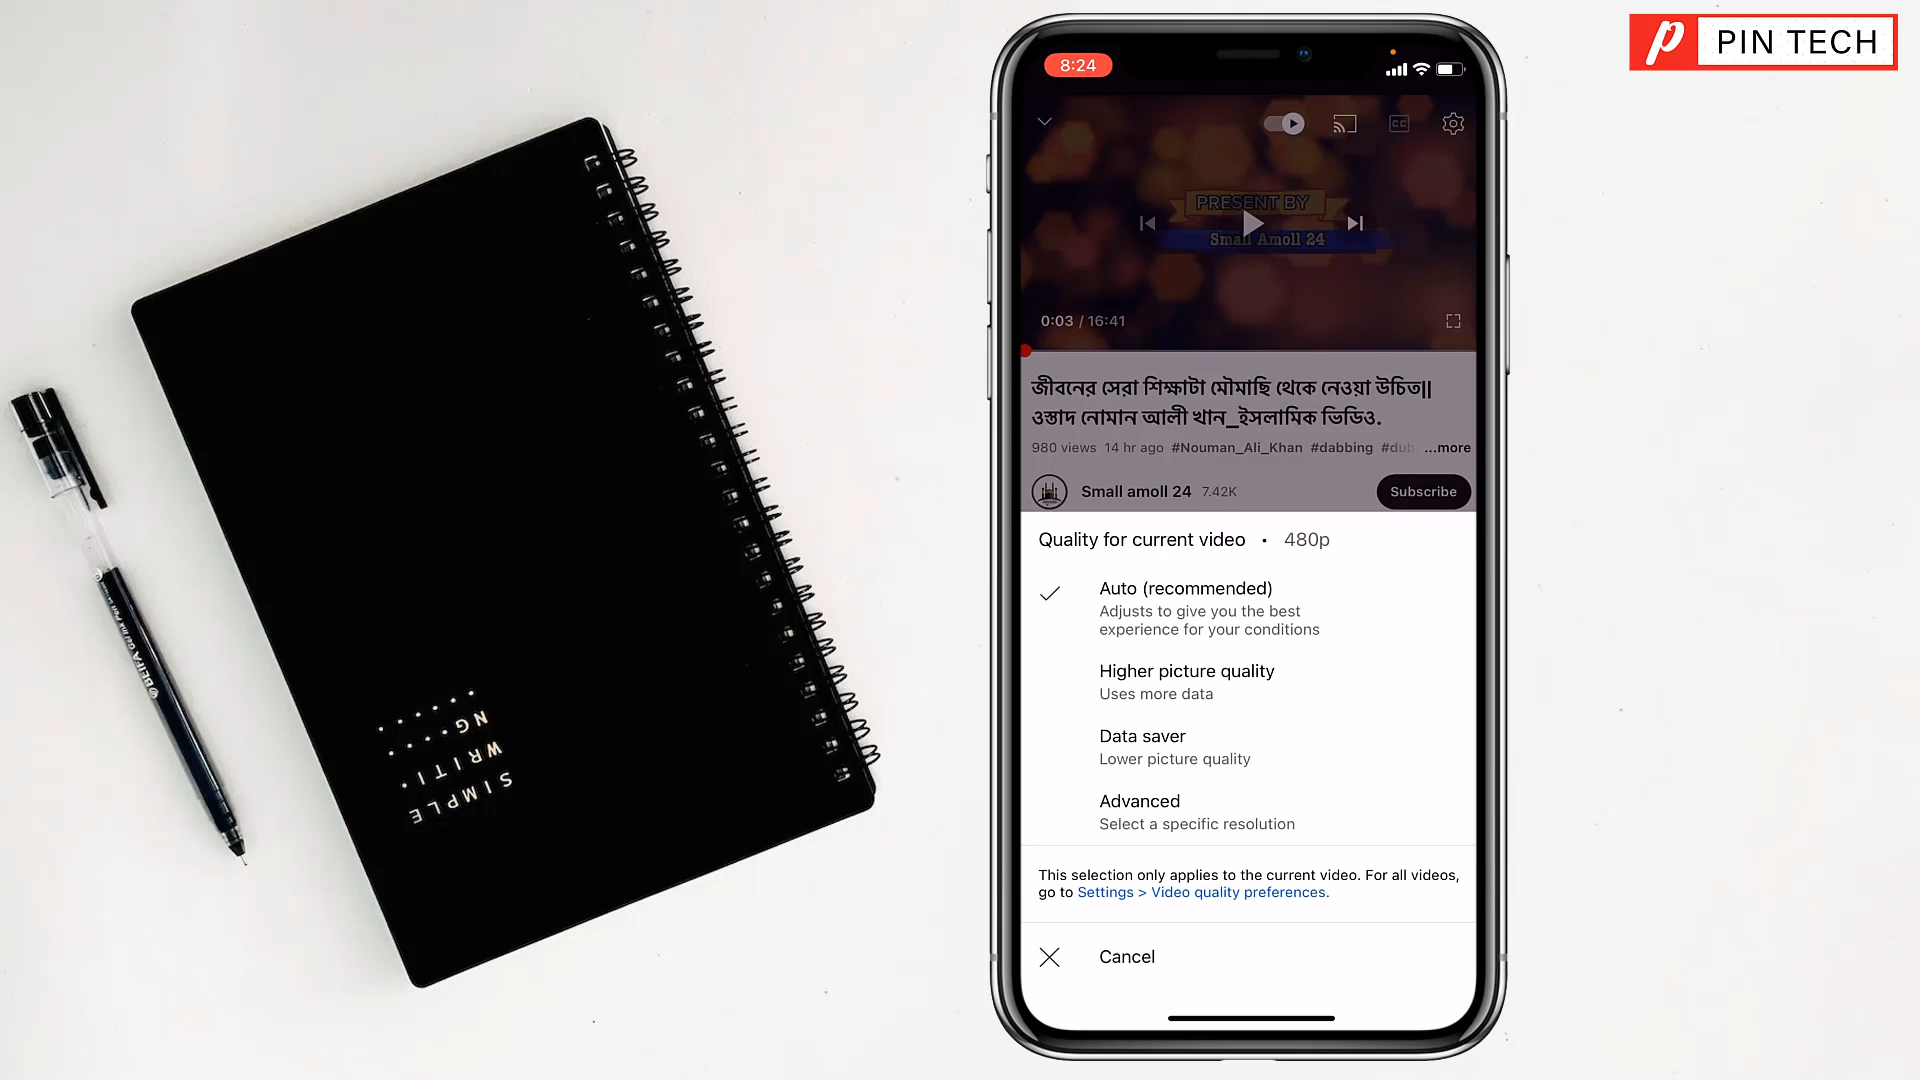 PIN TECH
8:24
CC
PRESENT BY
Small Amoll 24
0:03 / 16:41
জীবনের সেরা শিক্ষাটা মৌমাছি থেকে নেওয়া উচিত||
ওস্তাদ নোমান আলী খান_ইসলামিক ভিডিও.
980 views 14 hr ago #Nouman_Ali_Khan #dabbing #dub ...more
Small amoll 24 7.42K
Subscribe
Quality for current video • 480p
Auto (recommended)
Adjusts to give you the best
experience for your conditions
Higher picture quality
Uses more data
Data saver
Lower picture quality
Advanced
Select a specific resolution
This selection only applies to the current video. For all videos,
go to Settings > Video quality preferences.
Cancel
SIMPLE
WRITI
NG